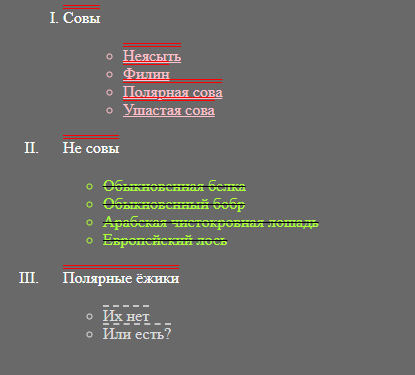 I. Совы
Неясыть
Филин
Полярная сова
Ушастая сова
II. Не совы
Обыкновенная белка
Обыкновенный бобр
Арабская чистокровная лошадь
Европейский лось
III. Полярные ёжики
Их нет
Или есть?